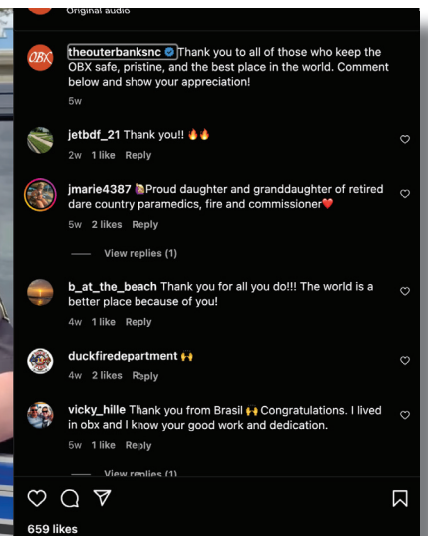 Original audio
OBX
theouterbanksnc Thank you to all of those who keep the
OBX safe, pristine, and the best place in the world. Comment
below and show your appreciation!
5w
jetbdf_21 Thank you!! 🔥🔥
2w 1 like Reply
jmarie4387 Proud daughter and granddaughter of retired
dare country paramedics, fire and commissioner❤️
5w 2 likes Reply
View replies (1)
b_at_the_beach Thank you for all you do!!! The world is a
better place because of you!
4w 1 like Reply
duckfiredepartment 🙌
4w 2 likes Reply
vicky_hille Thank you from Brasil 🙌 Congratulations. I lived
in obx and I know your good work and dedication.
5w 1 like Reply
View replies (1)
659 likes